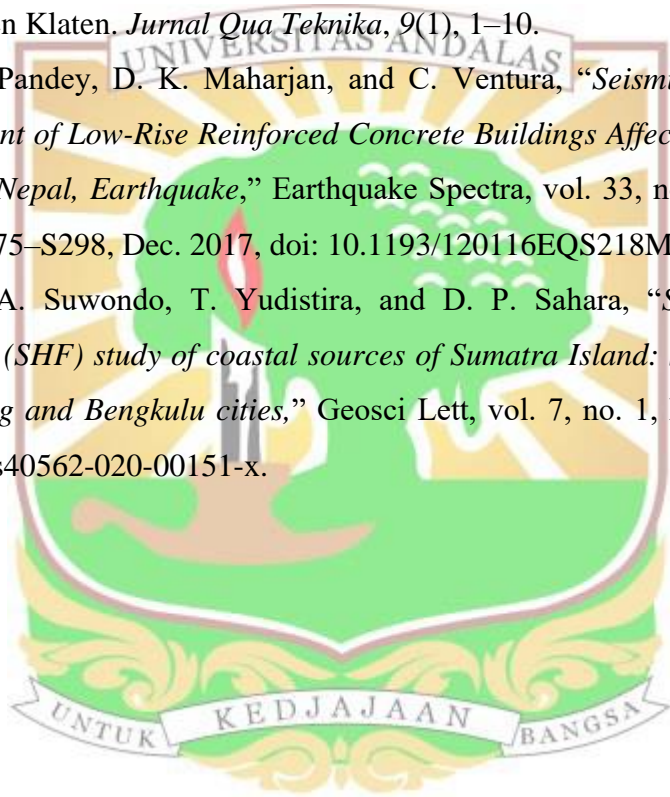 n Klaten. Jurnal Qua Teknika, 9(1), 1–10.
UNIVERSITAS ANDALAS
Pandey, D. K. Maharjan, and C. Ventura, “Seismi
nt of Low-Rise Reinforced Concrete Buildings Affec
Nepal, Earthquake,” Earthquake Spectra, vol. 33, n
75–S298, Dec. 2017, doi: 10.1193/120116EQS218M
A. Suwondo, T. Yudistira, and D. P. Sahara, “S
(SHF) study of coastal sources of Sumatra Island:
g and Bengkulu cities,” Geosci Lett, vol. 7, no. 1,
s40562-020-00151-x.
UNTUK KEDJAJAAN BANGSA